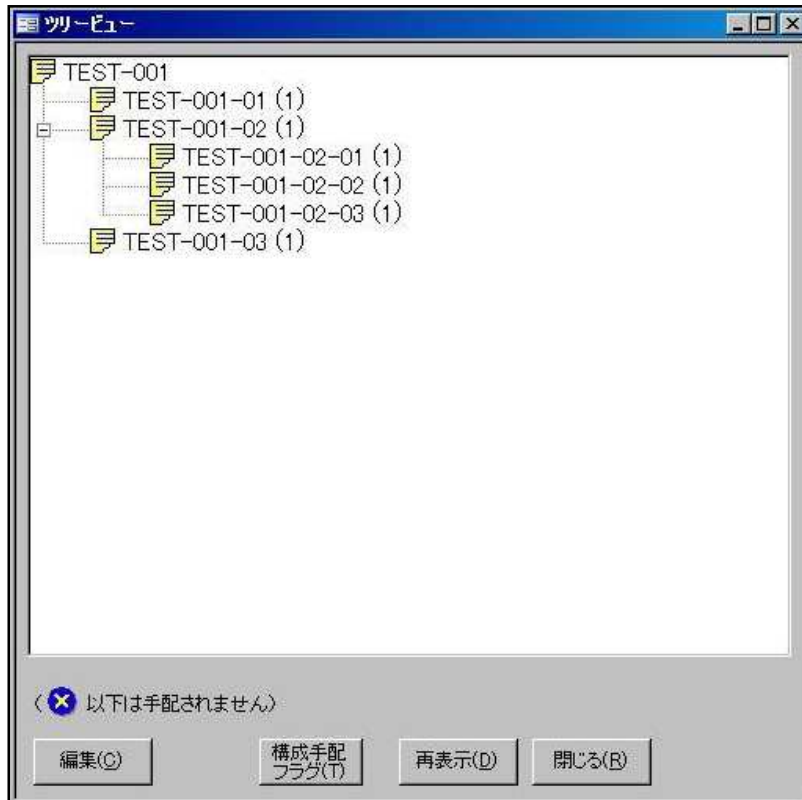 ツリービュー
TEST-001
TEST-001-01 (1)
TEST-001-02 (1)
TEST-001-02-01 (1)
TEST-001-02-02 (1)
TEST-001-02-03 (1)
TEST-001-03 (1)
( 以下は手配されません)
編集(C)
構成手配
フラグ(T)
再表示(D)
閉じる(R)